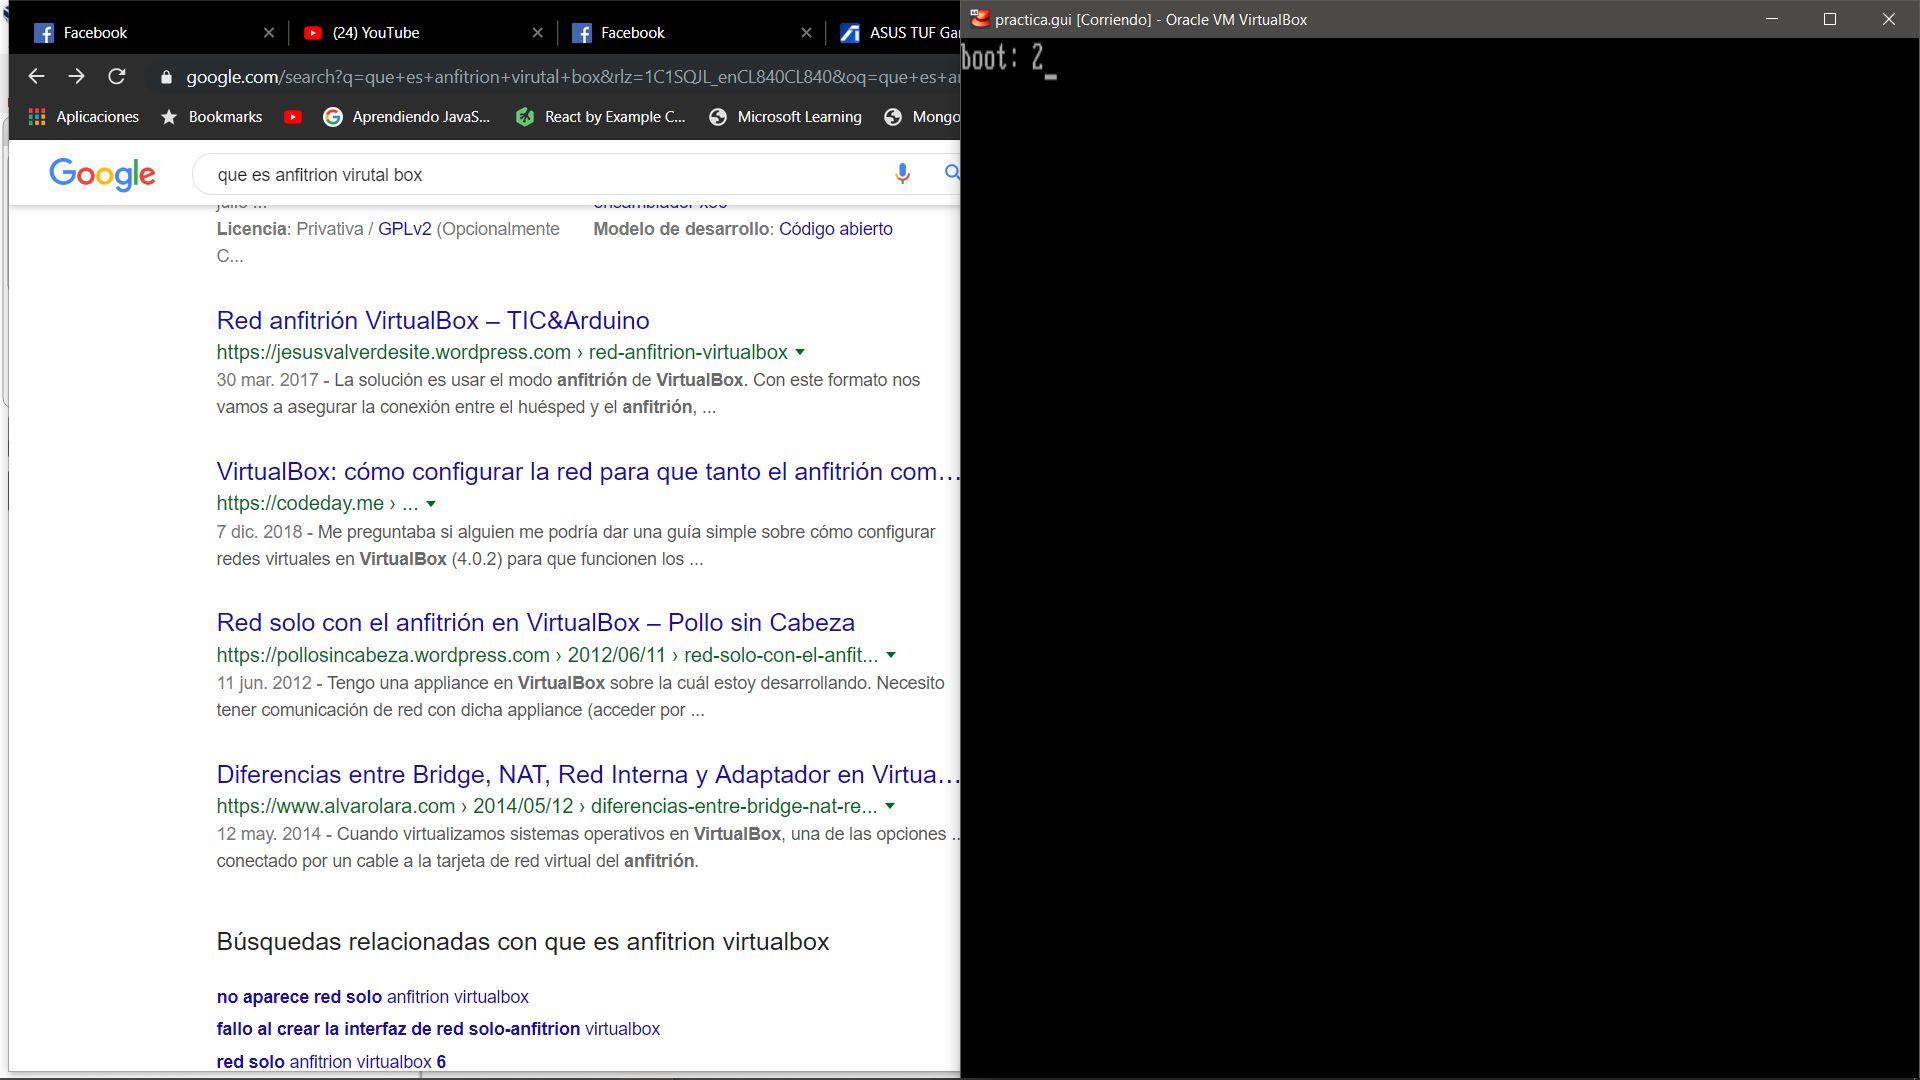 Facebook
(24) YouTube
Facebook
ASUS TUF Ga
practica.gui [Corriendo] - Oracle VM VirtualBox
google.com/search?q=que+es+anfitrion+virutal+box&rlz=1C1SQJL_enCL840CL840&oq=que+es+a
boot: 2_
Aplicaciones
Bookmarks
Aprendiendo JavaS...
React by Example C...
Microsoft Learning
Mongo
Google
que es anfitrion virutal box
julio ...
ensamblador x86
Licencia: Privativa / GPLv2 (Opcionalmente
C...
Modelo de desarrollo: Código abierto
Red anfitrión VirtualBox – TIC&Arduino
https://jesusvalverdesite.wordpress.com › red-anfitrion-virtualbox
30 mar. 2017 - La solución es usar el modo anfitrión de VirtualBox. Con este formato nos
vamos a asegurar la conexión entre el huésped y el anfitrión, ...
VirtualBox: cómo configurar la red para que tanto el anfitrión com...
https://codeday.me › ...
7 dic. 2018 - Me preguntaba si alguien me podría dar una guía simple sobre cómo configurar
redes virtuales en VirtualBox (4.0.2) para que funcionen los ...
Red solo con el anfitrión en VirtualBox – Pollo sin Cabeza
https://pollosincabeza.wordpress.com › 2012/06/11 › red-solo-con-el-anfit...
11 jun. 2012 - Tengo una appliance en VirtualBox sobre la cuál estoy desarrollando. Necesito
tener comunicación de red con dicha appliance (acceder por ...
Diferencias entre Bridge, NAT, Red Interna y Adaptador en Virtua...
https://www.alvarolara.com › 2014/05/12 › diferencias-entre-bridge-nat-re...
12 may. 2014 - Cuando virtualizamos sistemas operativos en VirtualBox, una de las opciones ...
conectado por un cable a la tarjeta de red virtual del anfitrión.
Búsquedas relacionadas con que es anfitrion virtualbox
no aparece red solo anfitrion virtualbox
fallo al crear la interfaz de red solo-anfitrion virtualbox
red solo anfitrion virtualbox 6